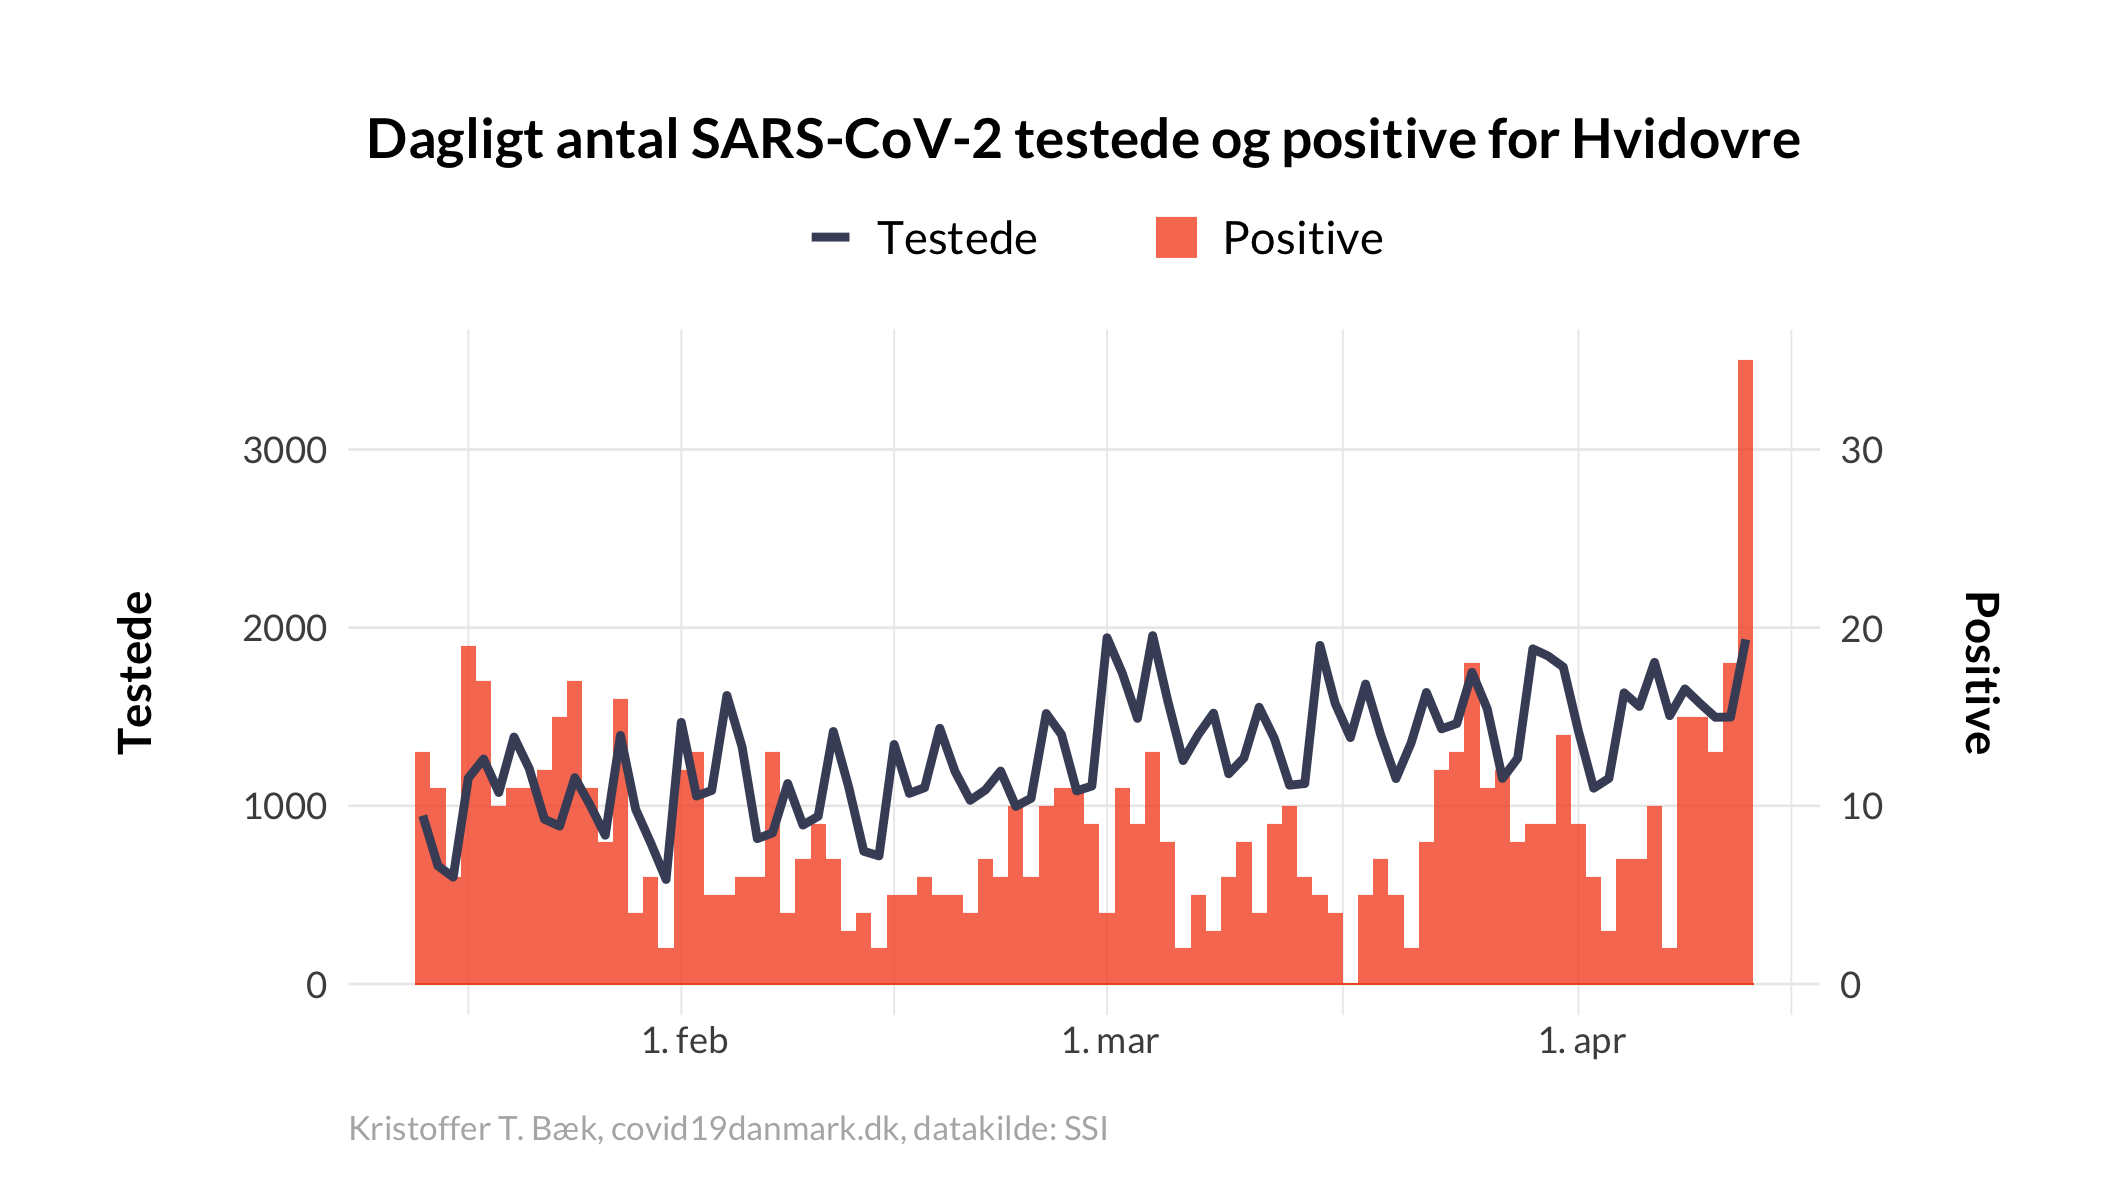 Dagligt antal SARS-CoV-2 testede og positive for Hvidovre
Testede Positive
3000 30
2000 20
1000 10
0 0
Testede
Positive
1. feb 1. mar 1. apr
Kristoffer T. Bæk, covid19danmark.dk, datakilde: SSI